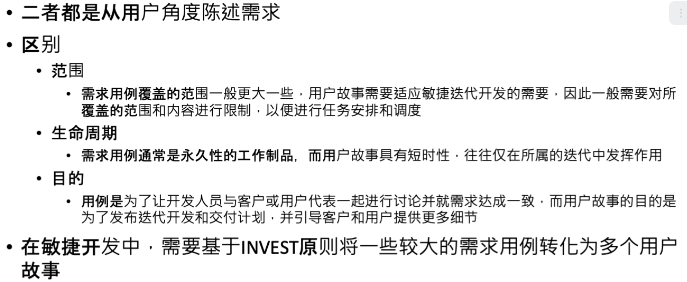 • 二者都是从用户角度陈述需求
• 区别
• 范围
• 需求用例覆盖的范围一般更大一些，用户故事需要适应敏捷迭代开发的需要，因此一般需要对所
覆盖的范围和内容进行限制，以便进行任务安排和调度
• 生命周期
• 需求用例通常是永久性的工作制品，而用户故事具有短时性，往往仅在所属的迭代中发挥作用
• 目的
• 用例是为了让开发人员与客户或用户代表一起进行讨论并就需求达成一致，而用户故事的目的是
为了发布迭代开发和交付计划，并引导客户和用户提供更多细节
• 在敏捷开发中，需要基于INVEST原则将一些较大的需求用例转化为多个用户
故事